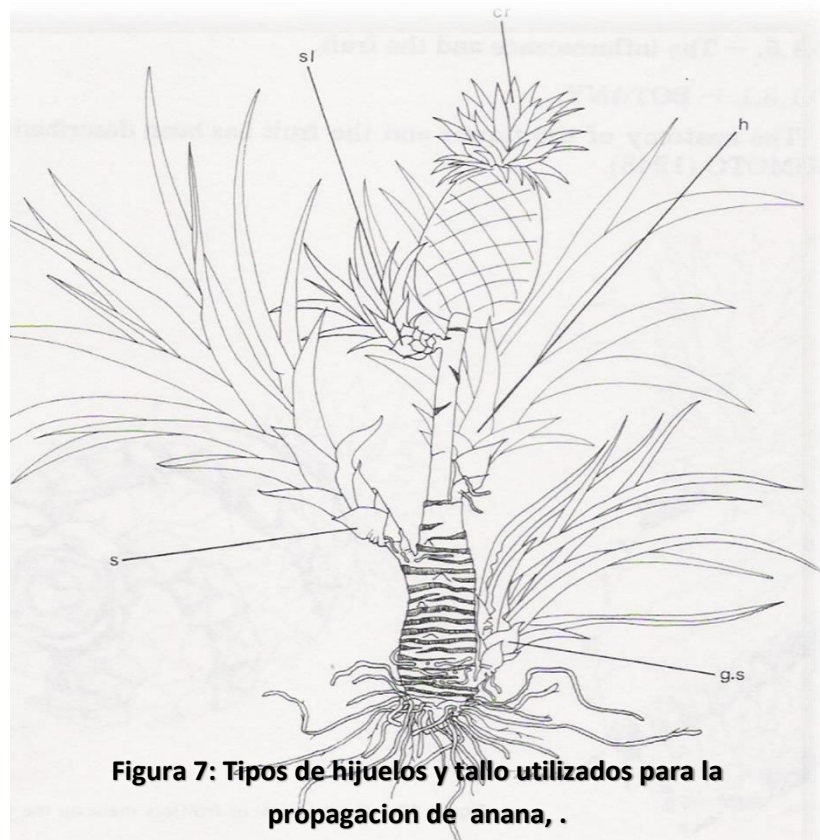 cr
sl
h
s
g.s
Figura 7: Tipos de hijuelos y tallo utilizados para la
propagacion de anana, .